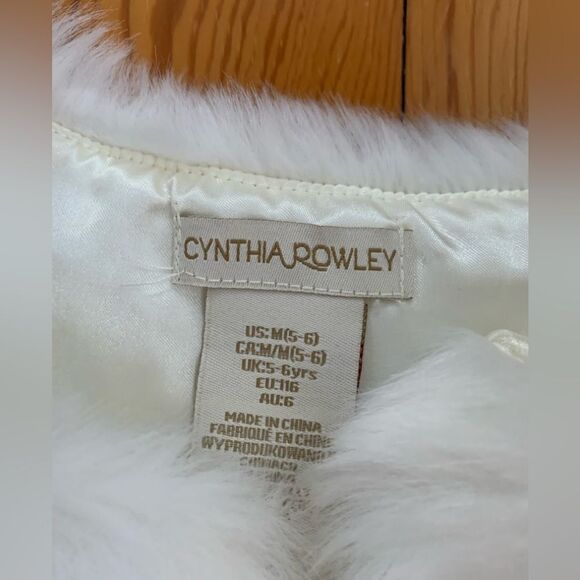 CYNTHIA ROWLEY
US:M(5-6)
CA:M/M(5-6)
UK:5-6yrs
EU:116
AU:6
MADE IN CHINA
FABRIQUÉ EN CHINE
WYPRODUKOWANO